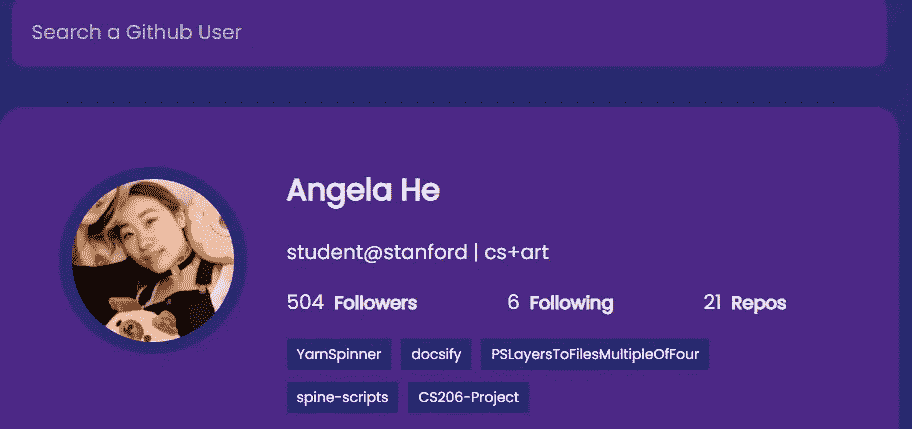 Search a Github User
Angela He
student@stanford | cs+art
504 Followers 6 Following 21 Repos
YarnSpinner docsify PSLayersToFilesMultipleOfFour
spine-scripts CS206-Project